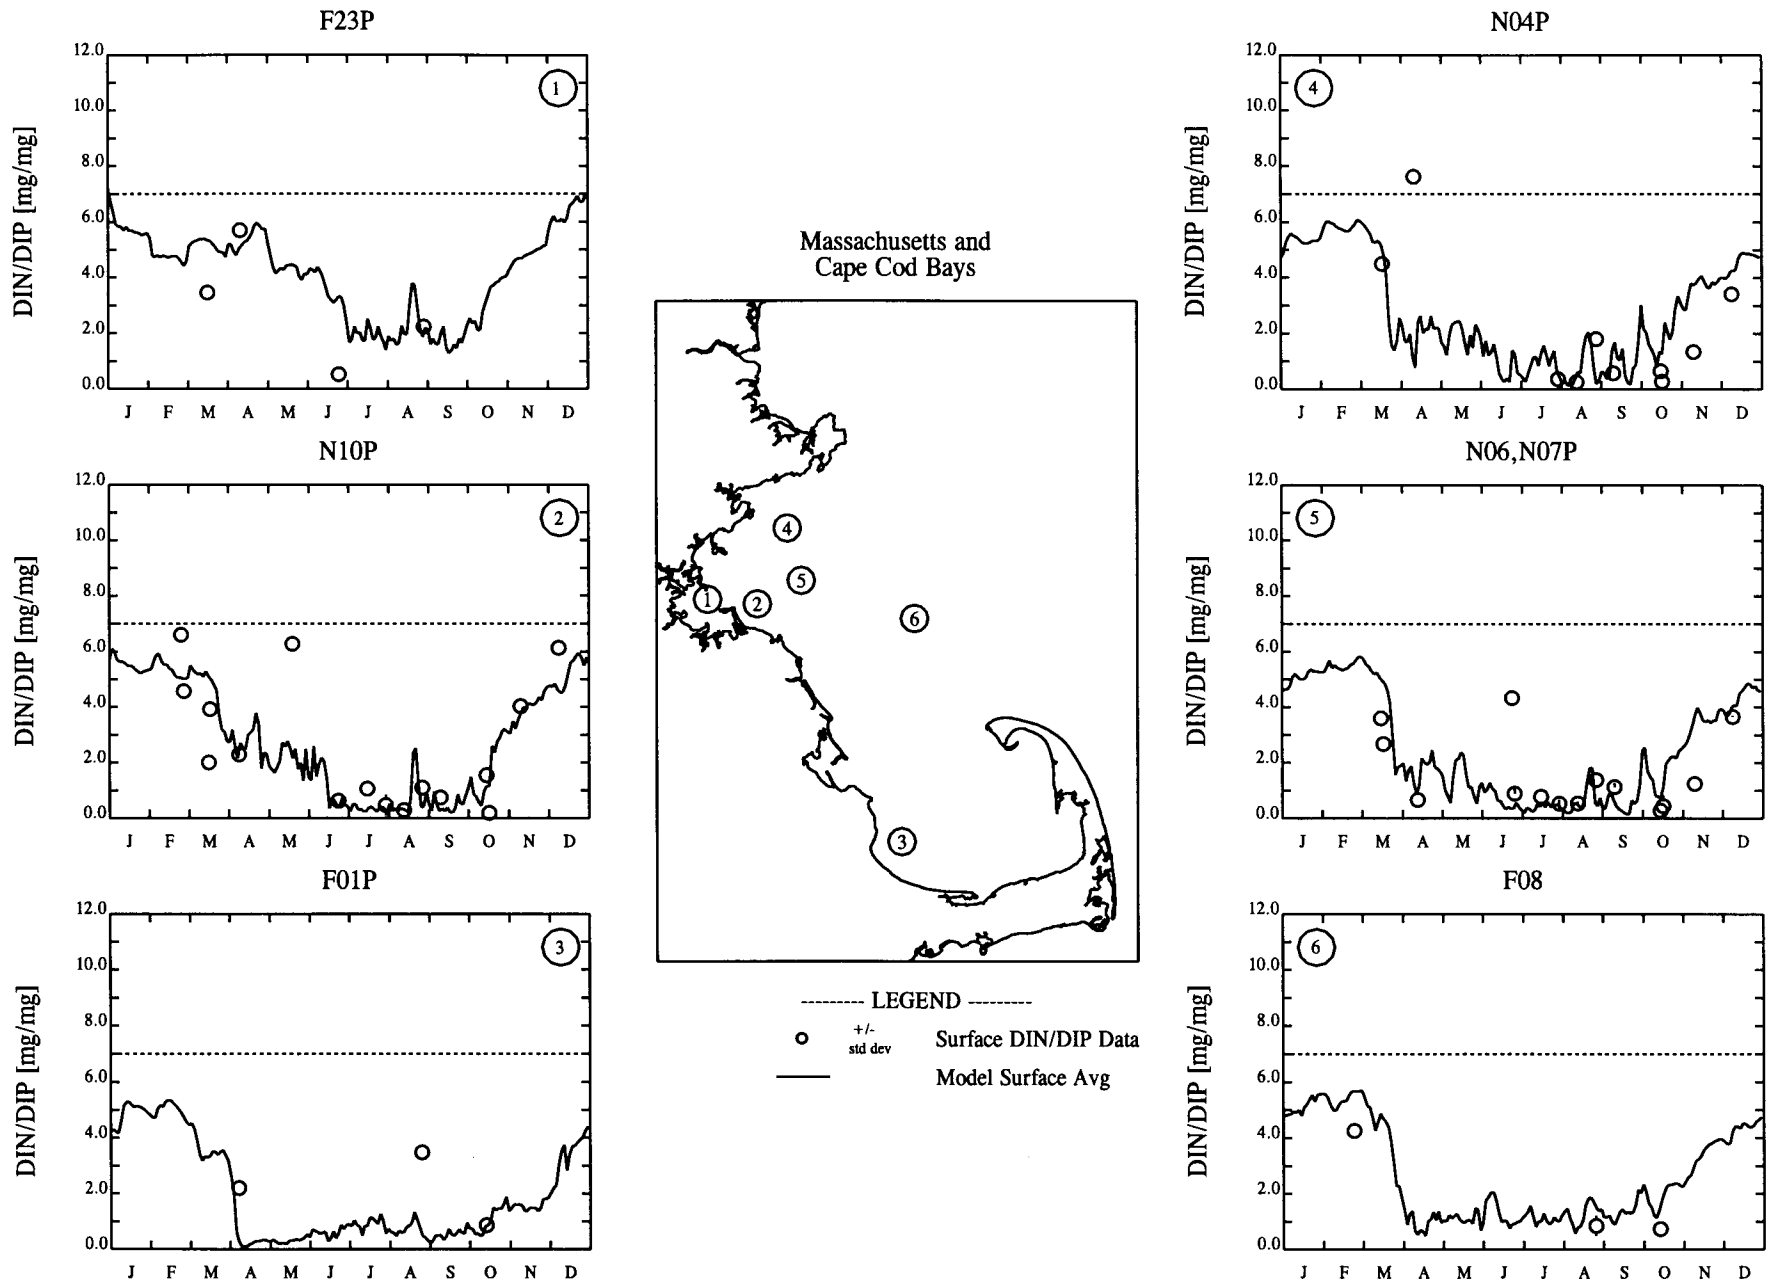 F23P
12.0
10.0
8.0
6.0
4.0
2.0
0.0
DIN/DIP [mg/mg]
1
J F M A M J J A S O N D
N10P
12.0
10.0
8.0
6.0
4.0
2.0
0.0
DIN/DIP [mg/mg]
2
J F M A M J J A S O N D
F01P
12.0
10.0
8.0
6.0
4.0
2.0
0.0
DIN/DIP [mg/mg]
3
J F M A M J J A S O N D
Massachusetts and
Cape Cod Bays
4
5
1
2
6
3
--------- LEGEND ---------
+/-
std dev
Surface DIN/DIP Data
Model Surface Avg
N04P
12.0
10.0
8.0
6.0
4.0
2.0
0.0
DIN/DIP [mg/mg]
4
J F M A M J J A S O N D
N06,N07P
12.0
10.0
8.0
6.0
4.0
2.0
0.0
DIN/DIP [mg/mg]
5
J F M A M J J A S O N D
F08
12.0
10.0
8.0
6.0
4.0
2.0
0.0
DIN/DIP [mg/mg]
6
J F M A M J J A S O N D